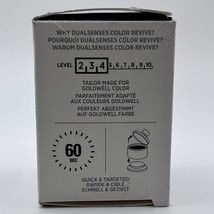 WHY DUALSENSES COLOR REVIVE?
POURQUOI DUALSENSES COLOR REVIVE?
WARUM DUALSENSES COLOR REVIVE?
LEVEL 2, 3, 4 5, 6, 7, 8, 9, 10,
TAILOR MADE FOR
GOLDWELL COLOR
PARFAITEMENT ADAPTÉ
AUX COULEURS GOLDWELL
PERFEKT ABGESTIMMT
AUF GOLDWELL FARBE
60
SEC
QUICK & TARGETED
RAPIDE & CIBLÉ
SCHNELL & GEZIELT